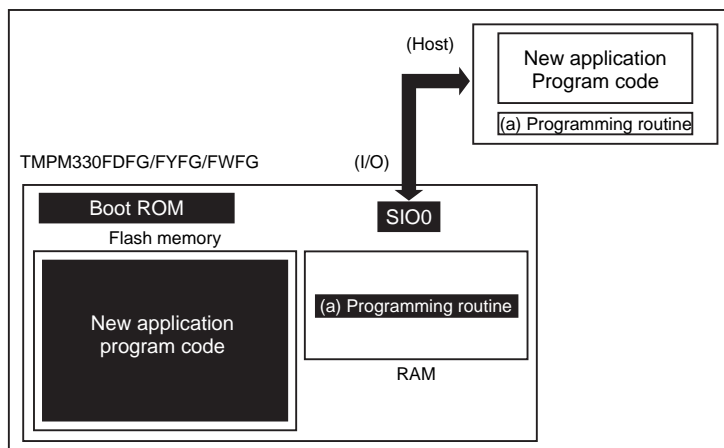 (Host)
New application
Program code
(a) Programming routine
TMPM330FDFG/FYFG/FWFG
(I/O)
Boot ROM
SIO0
Flash memory
New application
program code
(a) Programming routine
RAM